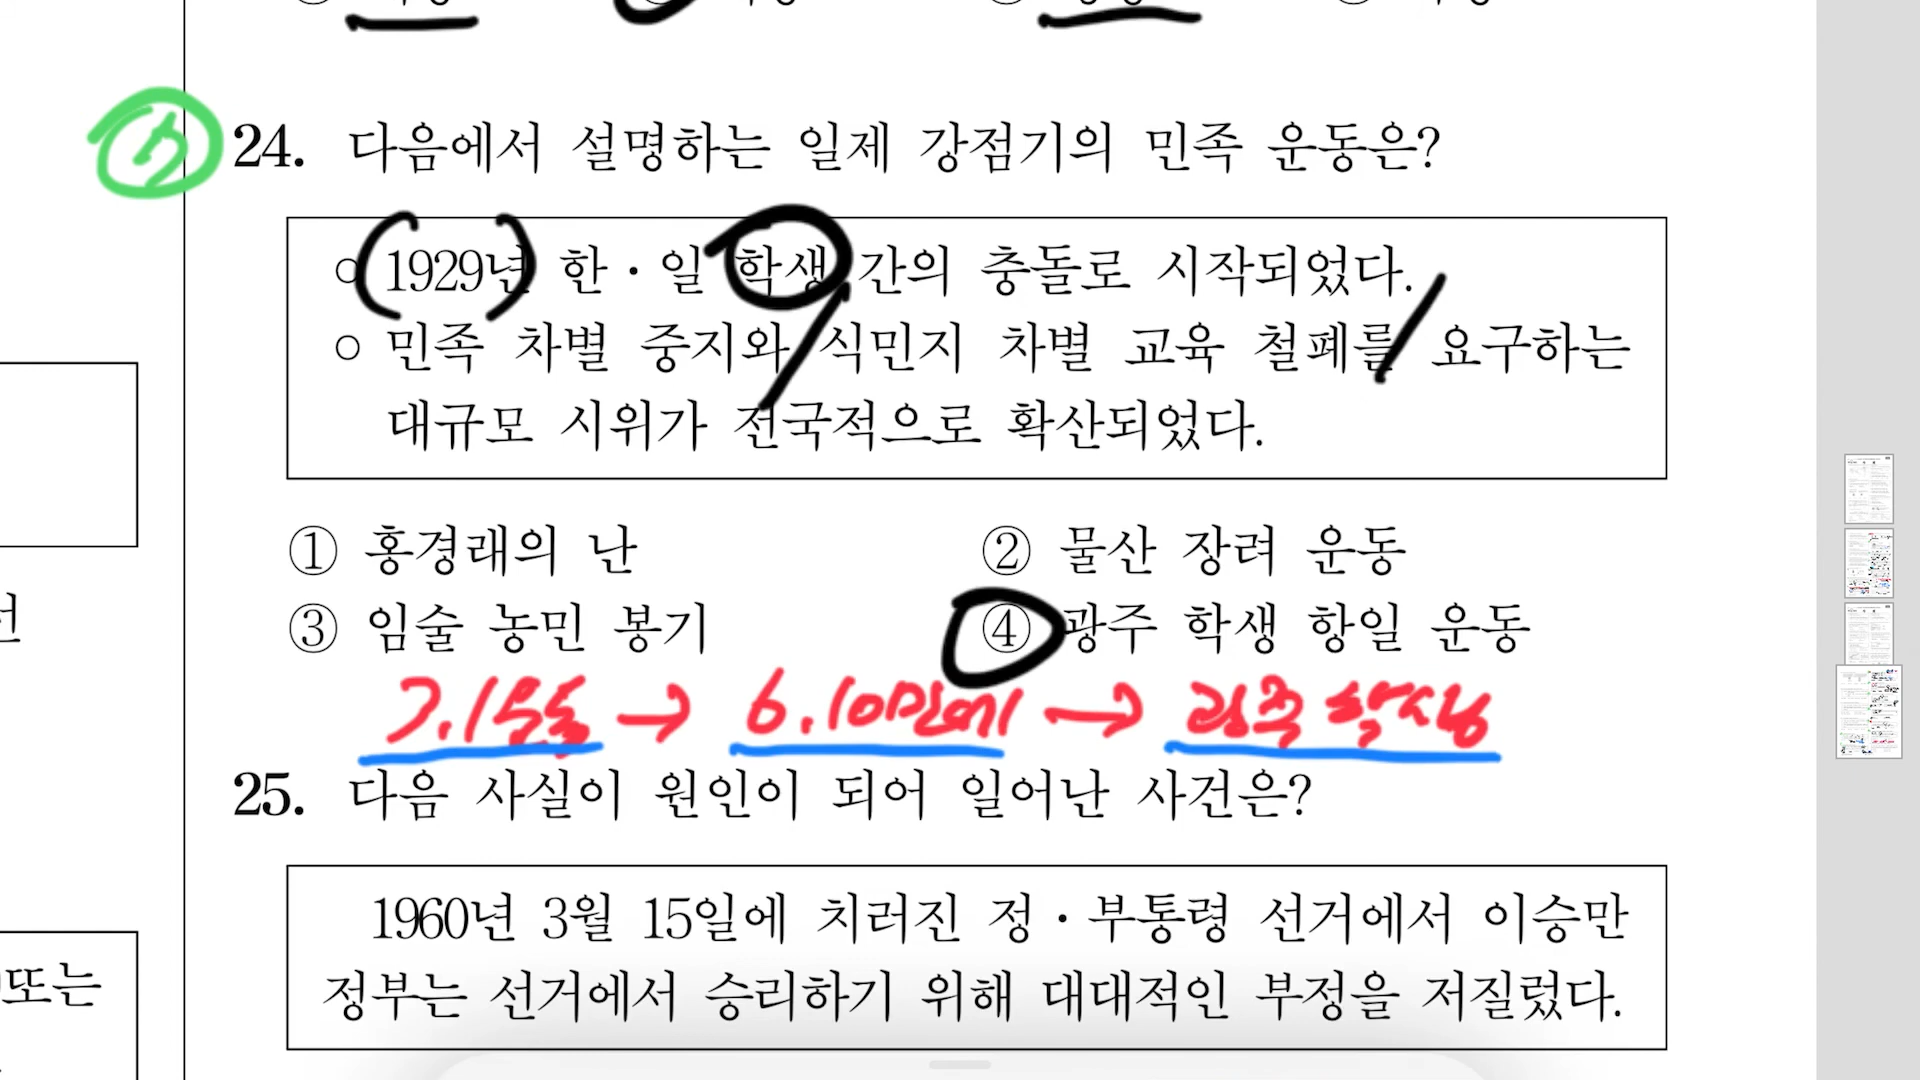 24. 다음에서 설명하는 일제 강점기의 민족 운동은?
○ 1929년 한·일 학생 간의 충돌로 시작되었다.
○ 민족 차별 중지와 식민지 차별 교육 철폐를 요구하는
대규모 시위가 전국적으로 확산되었다.
① 홍경래의 난 ② 물산 장려 운동
③ 임술 농민 봉기 ④ 광주 학생 항일 운동
→ 6.10만세 → 광주 학생
25. 다음 사실이 원인이 되어 일어난 사건은?
1960년 3월 15일에 치러진 정·부통령 선거에서 이승만
정부는 선거에서 승리하기 위해 대대적인 부정을 저질렀다.
또는